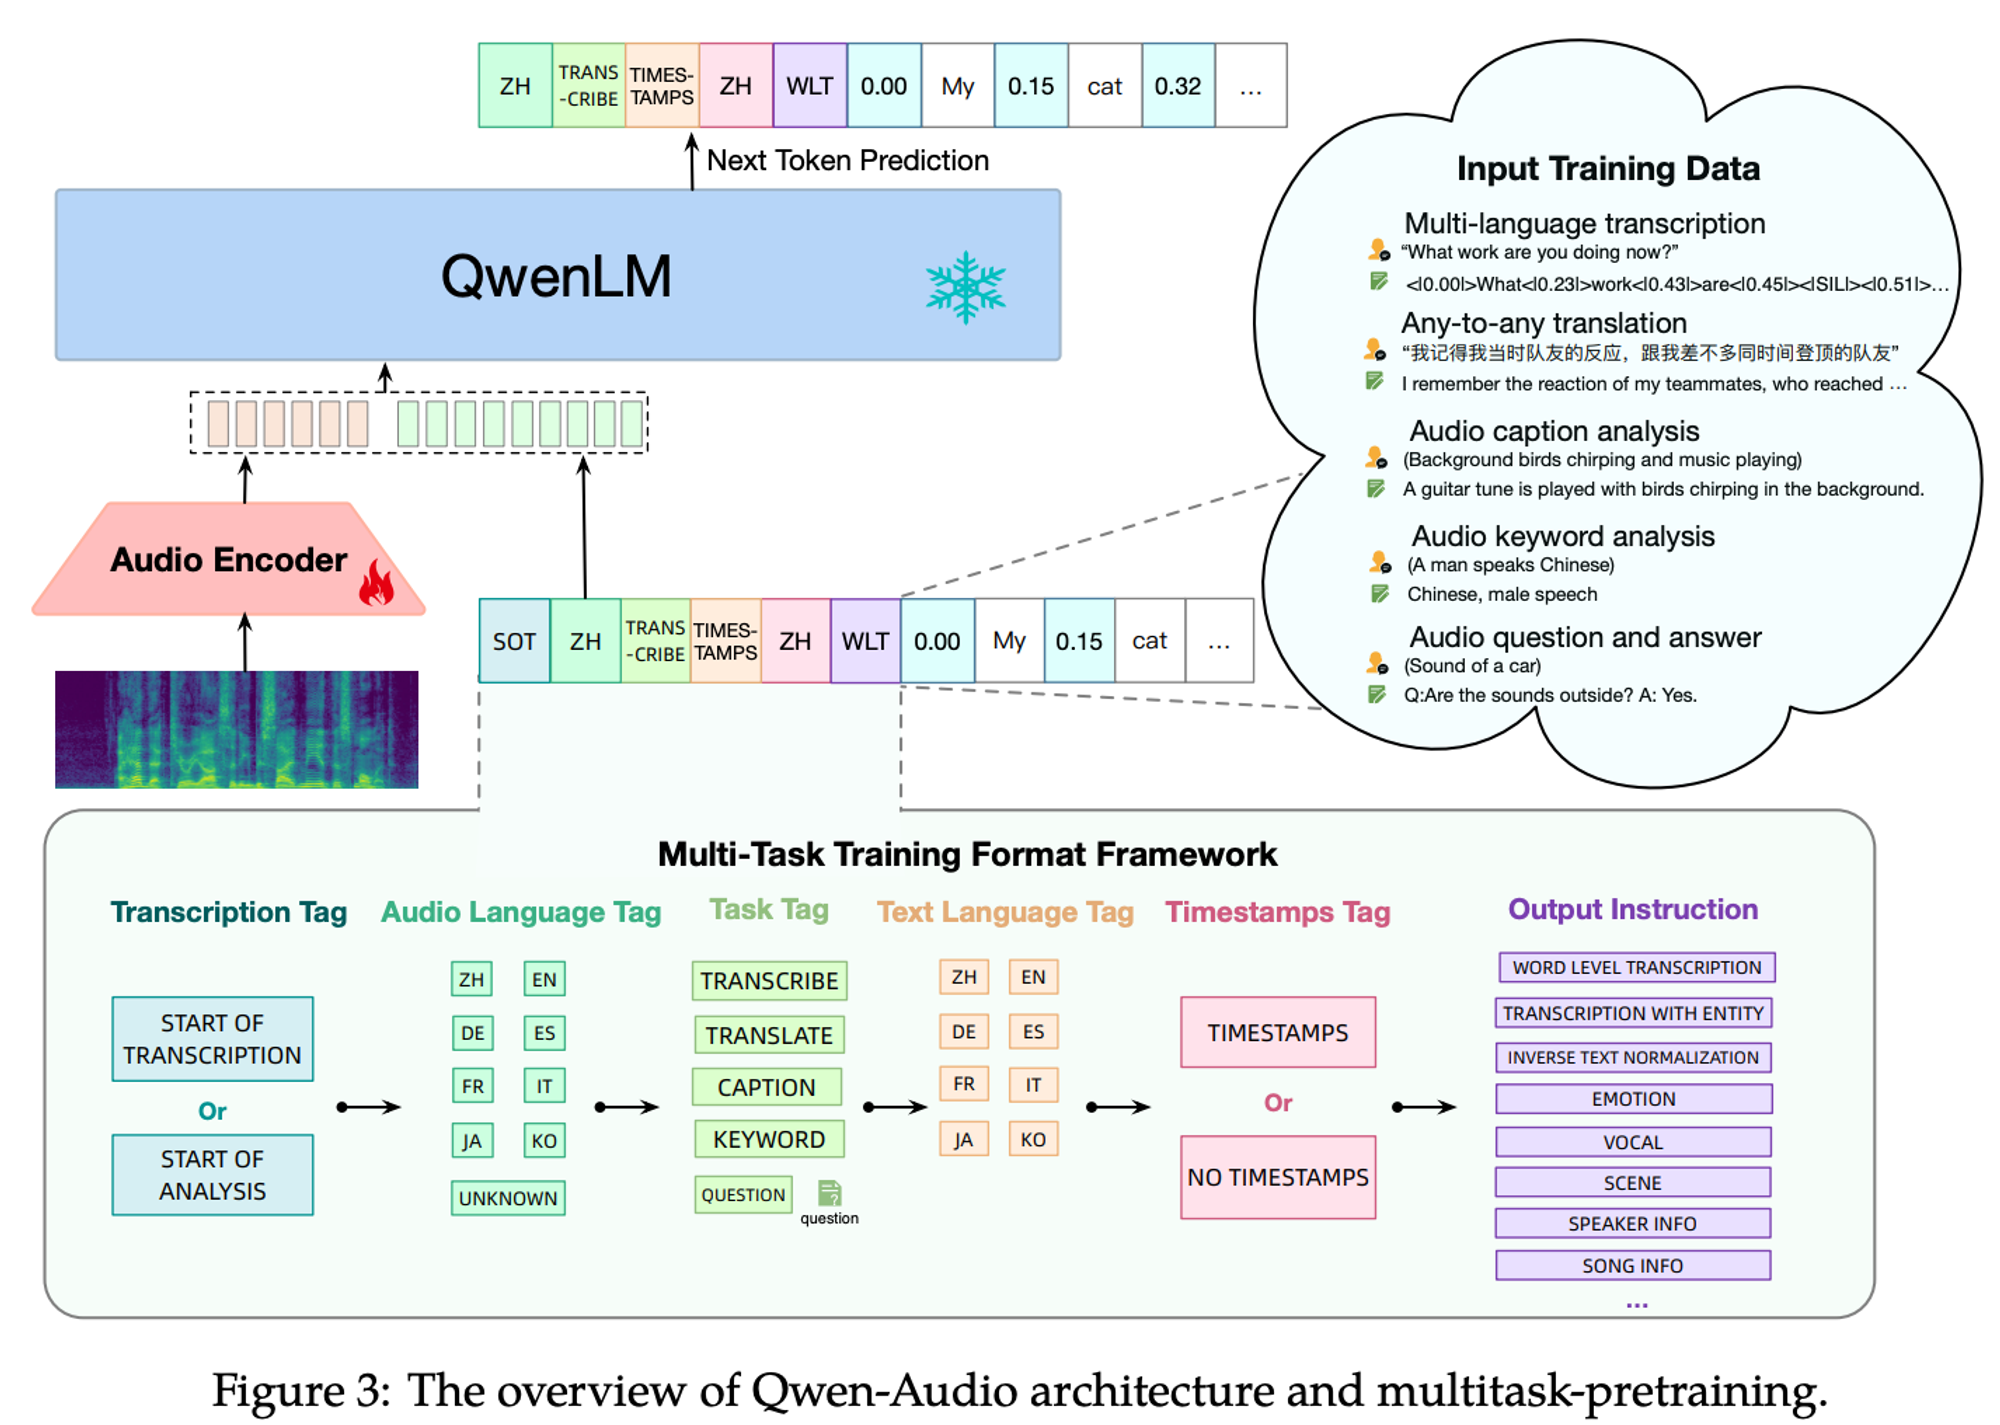 ZH TRANS-CRIBE TIMES-TAMPS ZH WLT 0.00 My 0.15 cat 0.32 ...
Next Token Prediction
QwenLM
Audio Encoder
SOT ZH TRANS-CRIBE TIMES-TAMPS ZH WLT 0.00 My 0.15 cat ...
Input Training Data
Multi-language transcription
“What work are you doing now?”
<|0.00|>What<|0.23|>work<|0.43|>are<|0.45|><|SIL|><|0.51|>...
Any-to-any translation
“我记得我当时队友的反应，跟我差不多同时间登顶的队友”
I remember the reaction of my teammates, who reached ...
Audio caption analysis
(Background birds chirping and music playing)
A guitar tune is played with birds chirping in the background.
Audio keyword analysis
(A man speaks Chinese)
Chinese, male speech
Audio question and answer
(Sound of a car)
Q:Are the sounds outside? A: Yes.
Multi-Task Training Format Framework
Transcription Tag
START OF
TRANSCRIPTION
Or
START OF
ANALYSIS
Audio Language Tag
ZH EN
DE ES
FR IT
JA KO
UNKNOWN
Task Tag
TRANSCRIBE
TRANSLATE
CAPTION
KEYWORD
QUESTION
?
question
Text Language Tag
ZH EN
DE ES
FR IT
JA KO
Timestamps Tag
TIMESTAMPS
Or
NO TIMESTAMPS
Output Instruction
WORD LEVEL TRANSCRIPTION
TRANSCRIPTION WITH ENTITY
INVERSE TEXT NORMALIZATION
EMOTION
VOCAL
SCENE
SPEAKER INFO
SONG INFO
...
Figure 3: The overview of Qwen-Audio architecture and multitask-pretraining.